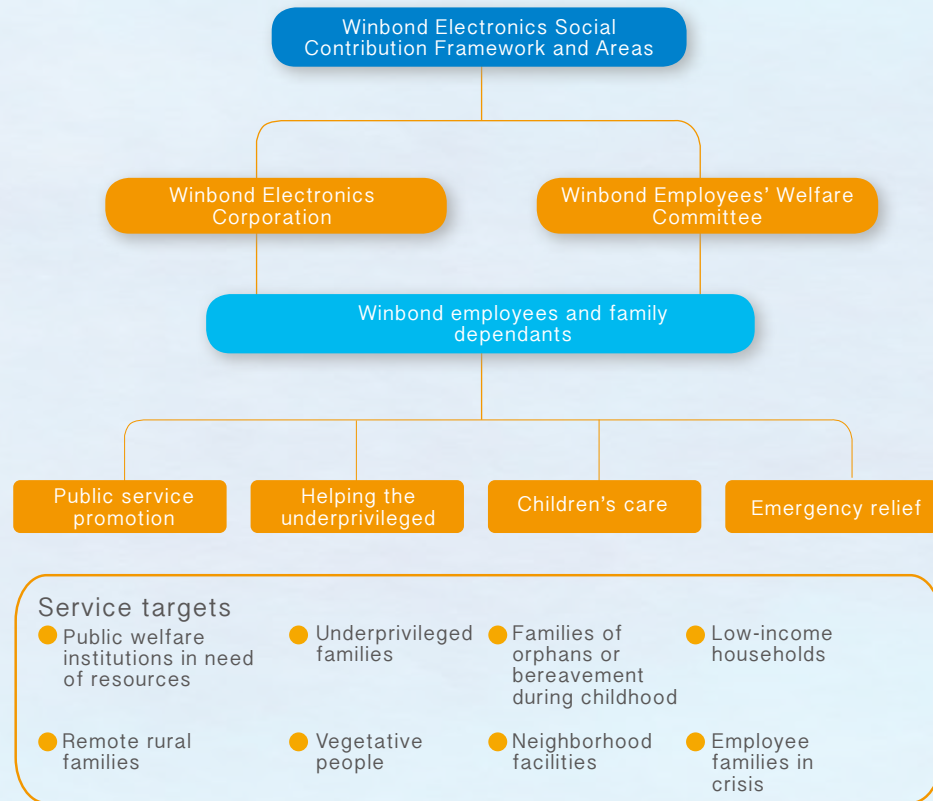 Winbond Electronics Social
Contribution Framework and Areas
Winbond Electronics
Corporation
Winbond Employees' Welfare
Committee
Winbond employees and family
dependants
Public service
promotion
Helping the
underprivileged
Children's care
Emergency relief
Service targets
Public welfare
institutions in need
of resources
Underprivileged
families
Families of
orphans or
bereavement
during childhood
Low-income
households
Remote rural
families
Vegetative
people
Neighborhood
facilities
Employee
families in
crisis